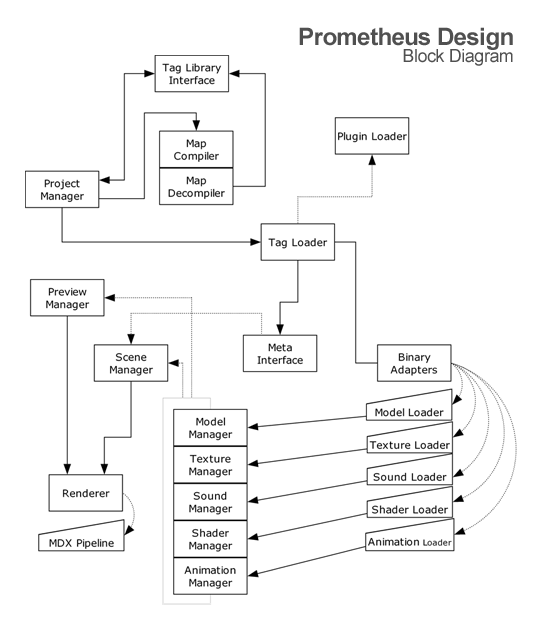 Prometheus Design
Block Diagram
Tag Library
Interface
Plugin Loader
Map
Compiler
Map
Decompiler
Project
Manager
Tag Loader
Preview
Manager
Scene
Manager
Meta
Interface
Binary
Adapters
Model Loader
Model
Manager
Texture Loader
Texture
Manager
Sound Loader
Sound
Manager
Renderer
Shader Loader
Shader
Manager
MDX Pipeline
Animation Loader
Animation
Manager